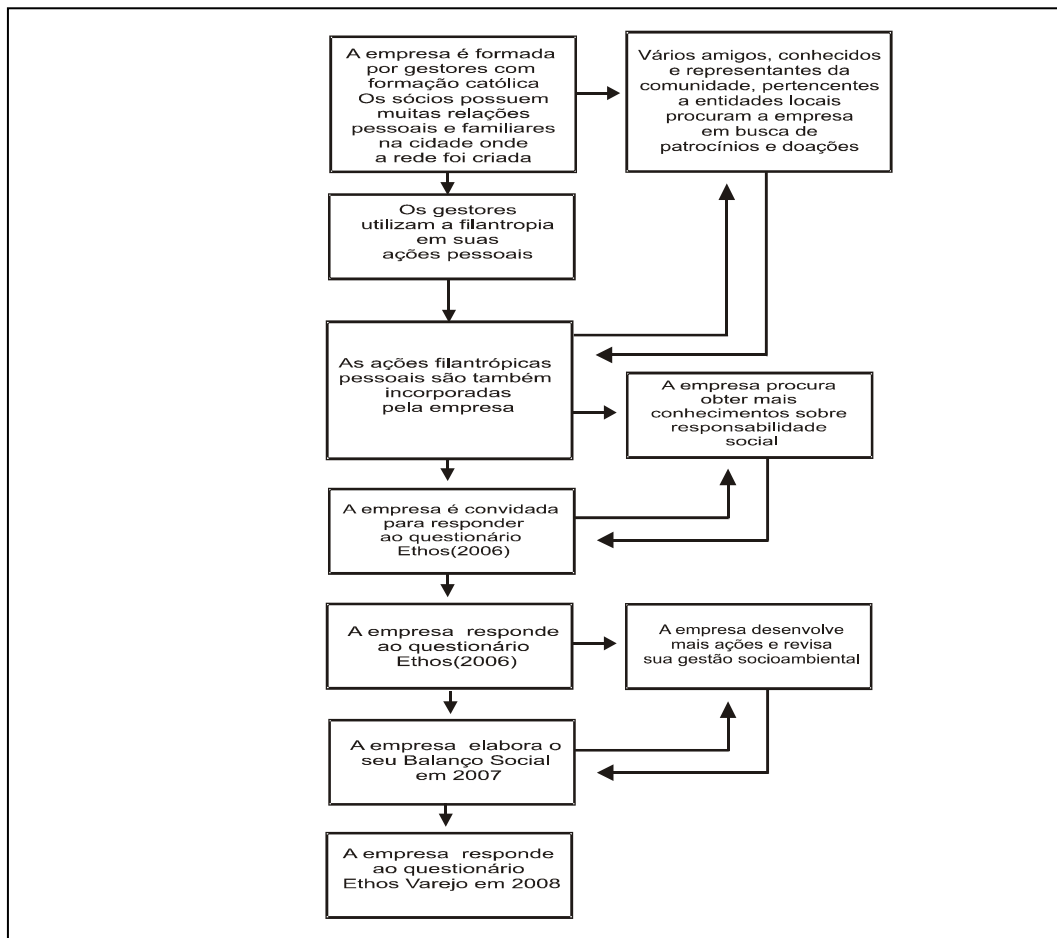 A empresa é formada
por gestores com
formação católica
Os sócios possuem
muitas relações
pessoais e familiares
na cidade onde
a rede foi criada
Vários amigos, conhecidos
e representantes da
comunidade, pertencentes
a entidades locais
procuram a empresa
em busca de
patrocínios e doações
Os gestores
utilizam a filantropia
em suas
ações pessoais
As ações filantrópicas
pessoais são também
incorporadas
pela empresa
A empresa procura
obter mais
conhecimentos sobre
responsabilidade
social
A empresa é convidada
para responder
ao questionário
Ethos(2006)
A empresa responde
ao questionário
Ethos(2006)
A empresa desenvolve
mais ações e revisa
sua gestão socioambiental
A empresa elabora o
seu Balanço Social
em 2007
A empresa responde
ao questionário
Ethos Varejo em 2008